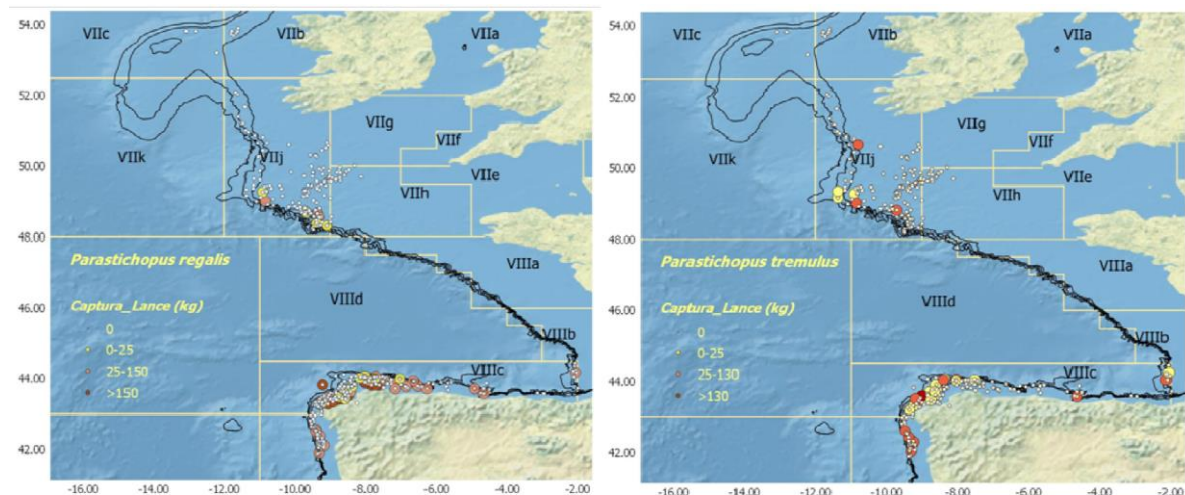 54.00
VIIc
VIIb
VIIa
52.00
VIIg
VIIf
50.00
VIIk
VIIj
VIIe
VIIh
48.00
Parastichopus regalis
VIIIa
46.00
Captura_Lance (kg)
VIIId
0
VIIIb
0-25
25-150
VIIIc
44.00
>150
42.00
-16.00 -14.00 -12.00 -10.00 -8.00 -6.00 -4.00 -2.00
54.00
VIIc
VIIb
VIIa
52.00
VIIg
VIIf
50.00
VIIk
VIIj
VIIe
VIIh
48.00
Parastichopus tremulus
VIIIa
46.00
Captura_Lance (kg)
VIIId
0
VIIIb
0-25
25-130
VIIIc
44.00
>130
42.00
-16.00 -14.00 -12.00 -10.00 -8.00 -6.00 -4.00 -2.00